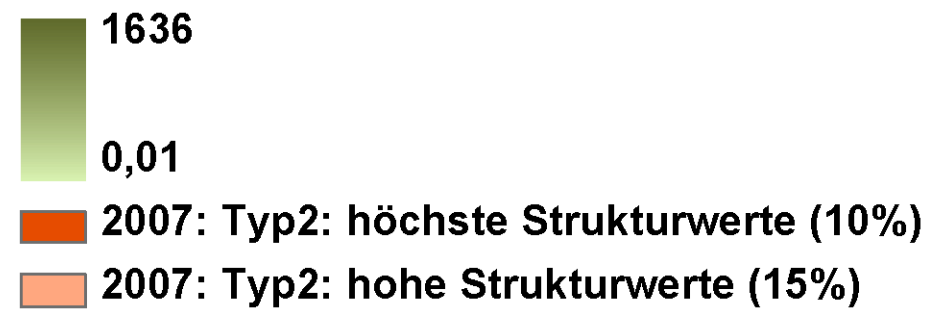 1636
0,01
2007: Typ2: höchste Strukturwerte (10%)
2007: Typ2: hohe Strukturwerte (15%)